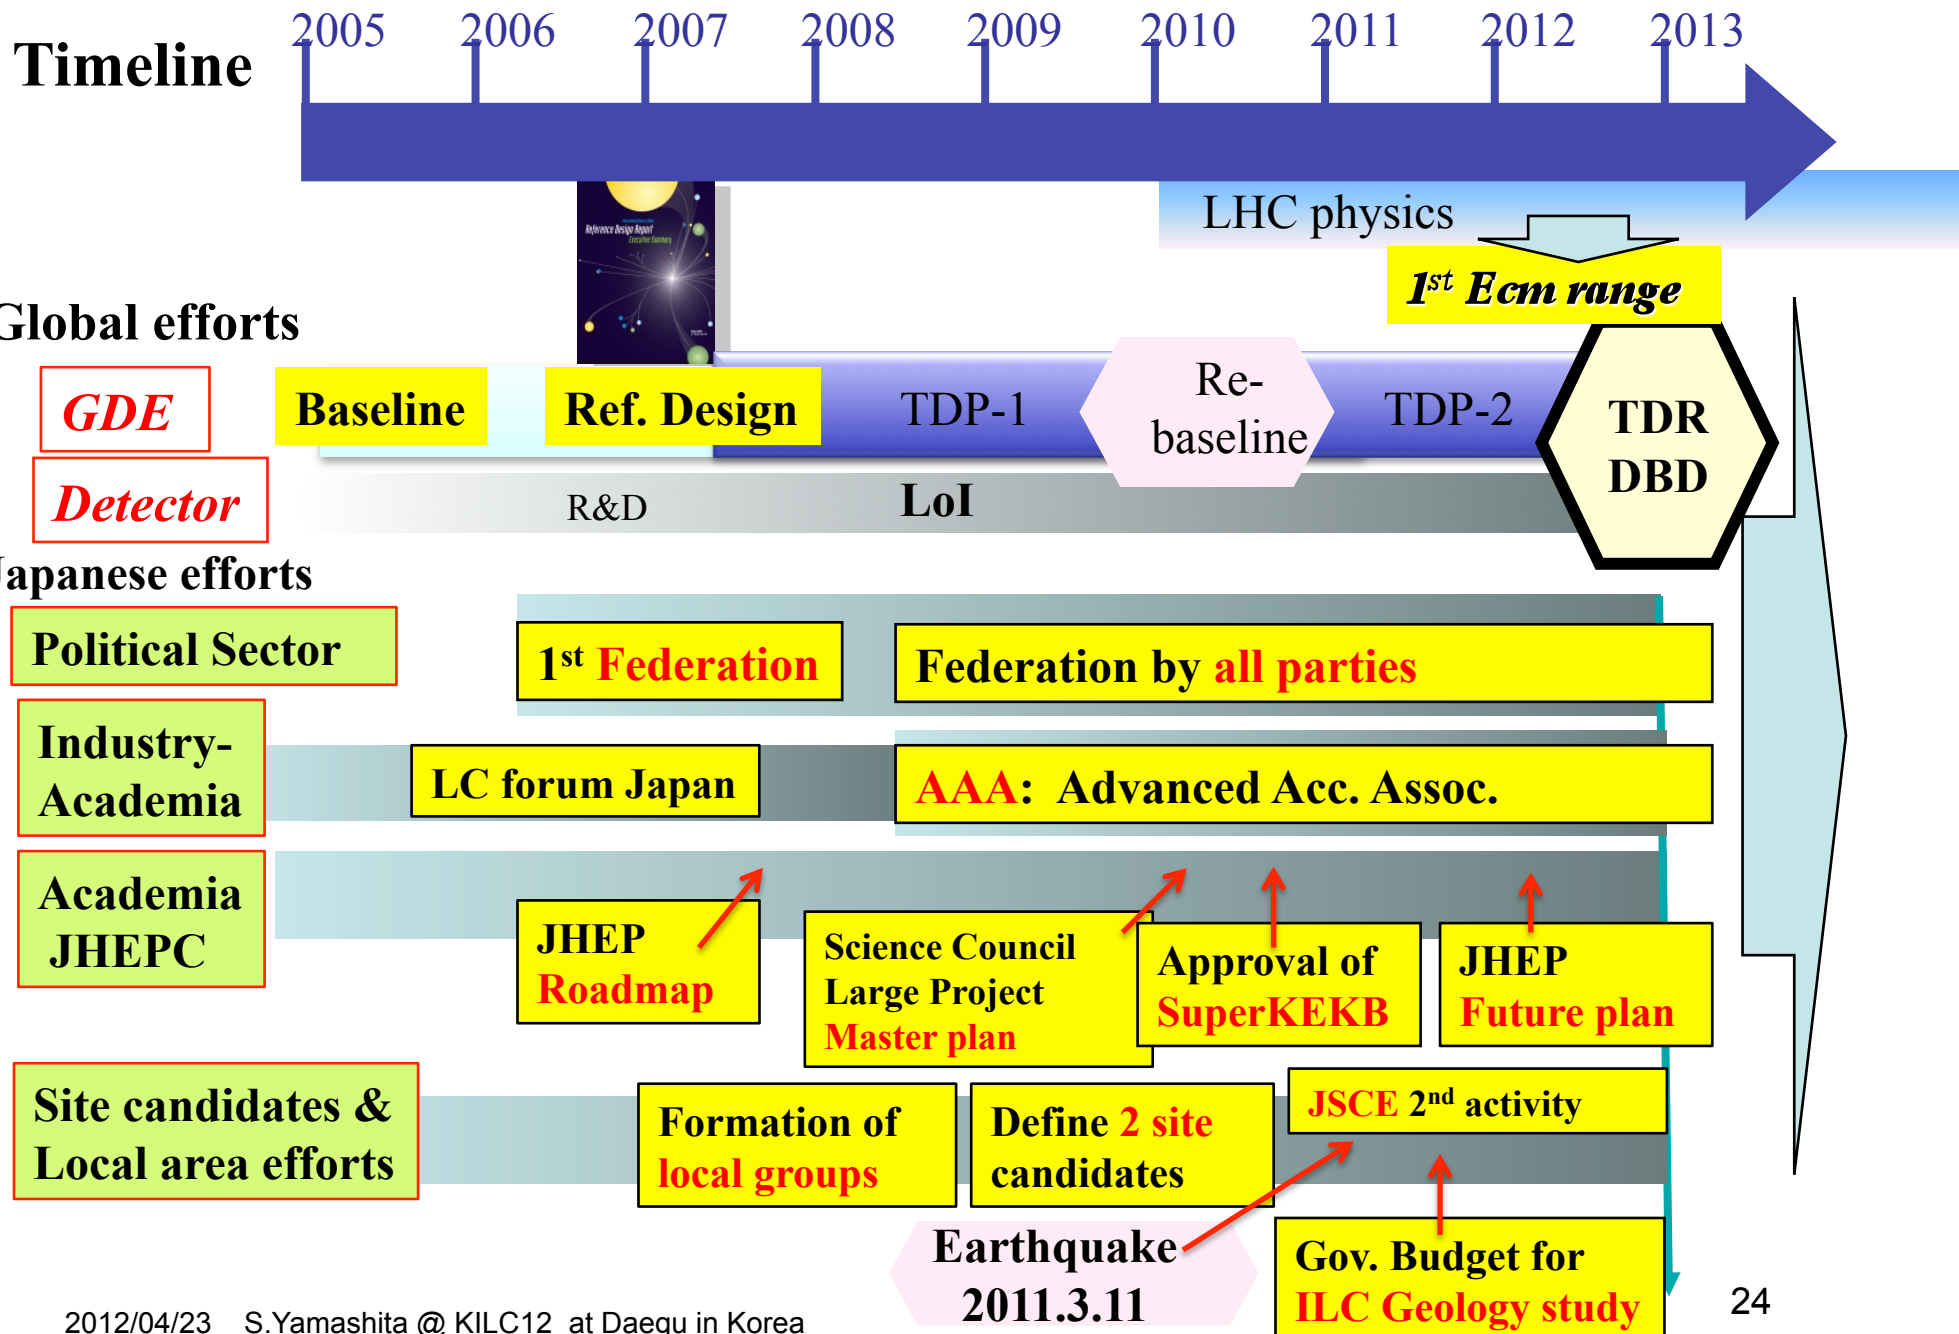 Timeline
2005 2006 2007 2008 2009 2010 2011 2012 2013
LHC physics
Reference Design Report
Executive Summary
1st Ecm range
Global efforts
GDE
Baseline
Ref. Design
TDP-1
Re-
baseline
TDP-2
TDR
DBD
Detector
R&D
LoI
Japanese efforts
Political Sector
1st Federation
Federation by all parties
Industry-
Academia
LC forum Japan
AAA: Advanced Acc. Assoc.
Academia
JHEPC
JHEP
Roadmap
Science Council
Large Project
Master plan
Approval of
SuperKEKB
JHEP
Future plan
Site candidates &
Local area efforts
Formation of
local groups
Define 2 site
candidates
JSCE 2nd activity
Earthquake
2011.3.11
Gov. Budget for
ILC Geology study
2012/04/23 S.Yamashita @ KILC12 at Daegu in Korea
24